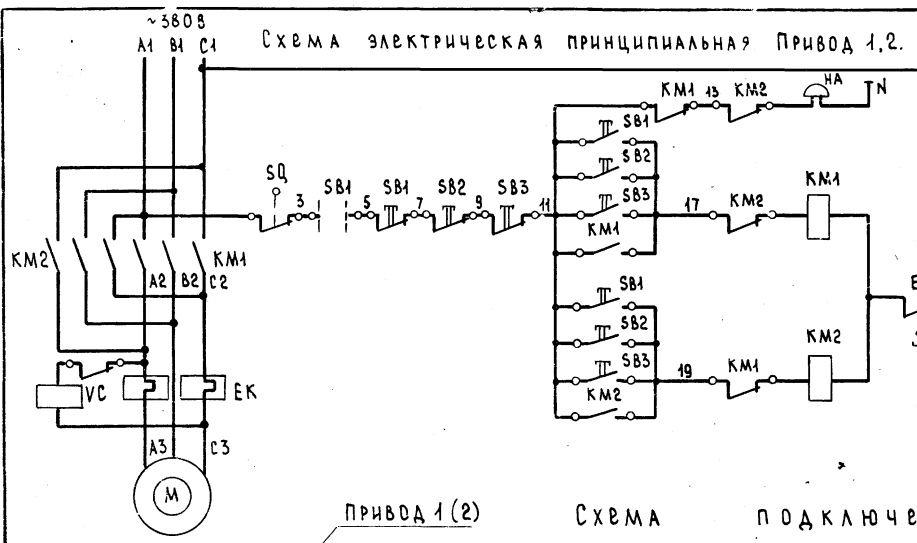 ~380В
А1 В1 С1
Схема электрическая принципиальная Привод 1,2.
КМ1 13 КМ2 НА N
SB1
SB2
SQ 3 SB1 5 SB1 7 SB2 9 SB3 11
SB3 17 КМ2 КМ1
КМ1
КМ2 КМ1
А2 В2 С2
SB1
SB2
SB3 19 КМ1 КМ2
КМ2
VC ЕК
А3 С3
М
Привод 1 (2)
Схема подключе